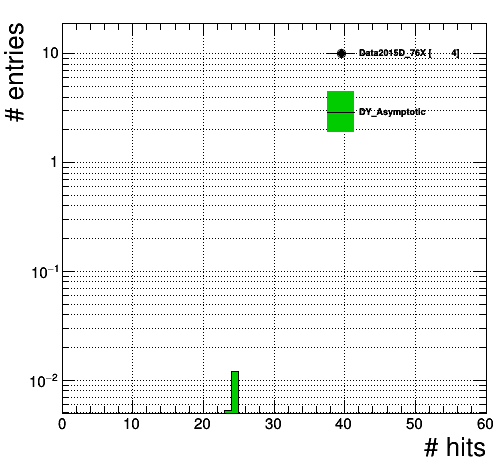 # entries
10
1
10−1
10−2
Data2015D_76X [ 4]
DY_Asymptotic
0 10 20 30 40 50 60
# hits